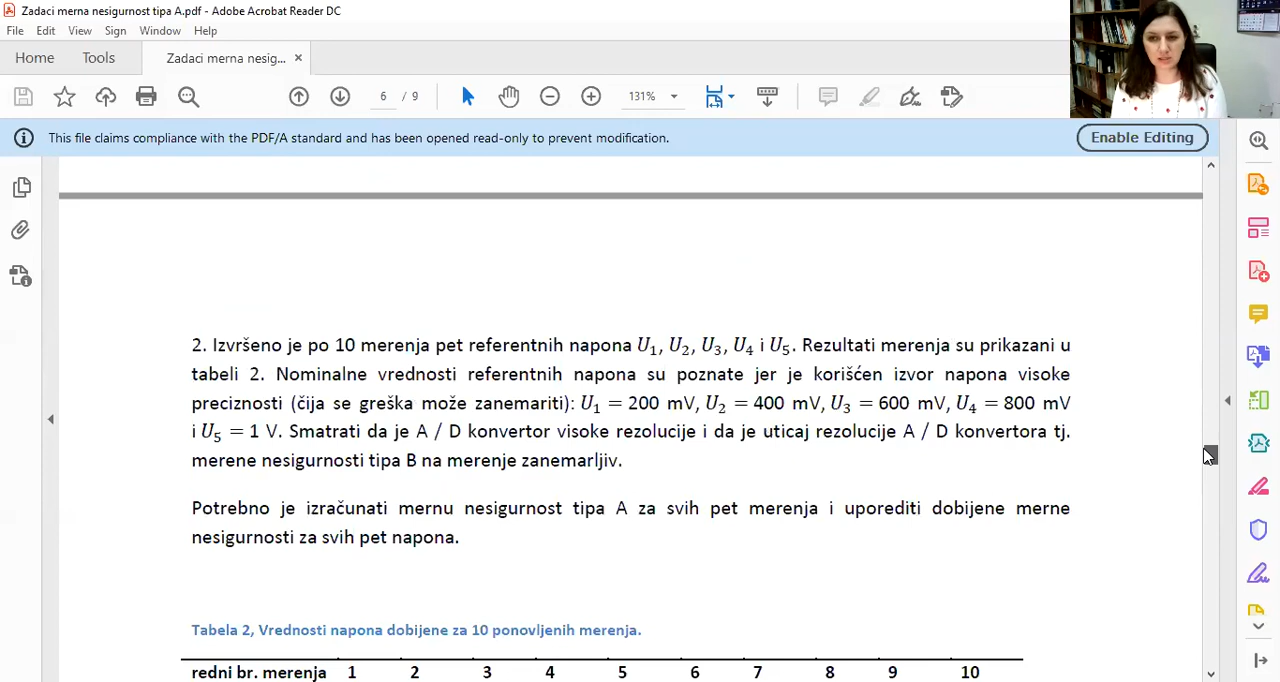 Zadaci merna nesigurnost tipa A.pdf - Adobe Acrobat Reader DC
File Edit View Sign Window Help
Home Tools Zadaci merna nesig... ×
6 / 9 131%
This file claims compliance with the PDF/A standard and has been opened read-only to prevent modification. Enable Editing
2. Izvršeno je po 10 merenja pet referentnih napona U₁, U₂, U₃, U₄ i U₅. Rezultati merenja su prikazani u
tabeli 2. Nominalne vrednosti referentnih napona su poznate jer je korišćen izvor napona visoke
preciznosti (čija se greška može zanemariti): U₁ = 200 mV, U₂ = 400 mV, U₃ = 600 mV, U₄ = 800 mV
i U₅ = 1 V. Smatrati da je A / D konvertor visoke rezolucije i da je uticaj rezolucije A / D konvertora tj.
merene nesigurnosti tipa B na merenje zanemarljiv.
Potrebno je izračunati mernu nesigurnost tipa A za svih pet merenja i uporediti dobijene merne
nesigurnosti za svih pet napona.
Tabela 2, Vrednosti napona dobijene za 10 ponovljenih merenja.
redni br. merenja 1 2 3 4 5 6 7 8 9 10